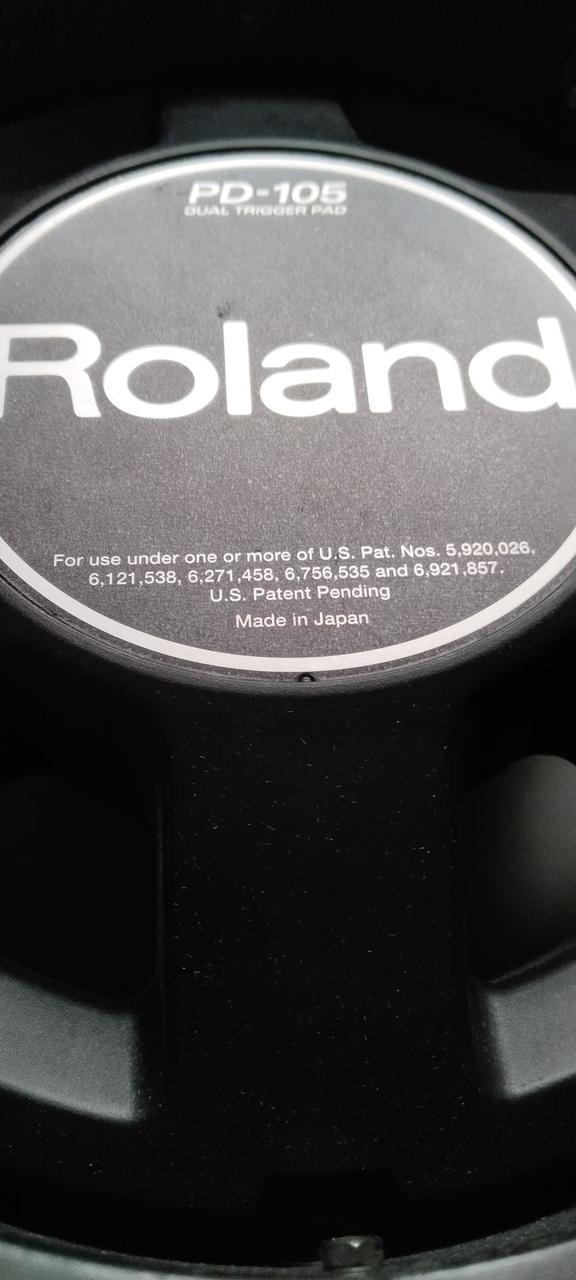 PD-105
DUAL TRIGGER PAD
Roland
For use under one or more of U.S. Pat. Nos. 5,920,026,
6,121,538, 6,271,458, 6,756,535 and 6,921,857.
U.S. Patent Pending
Made in Japan